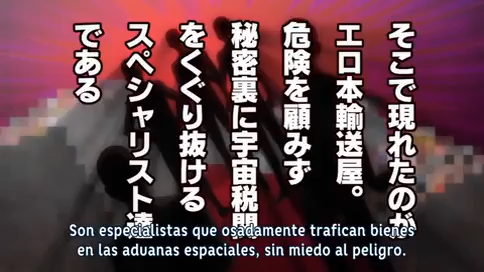 そこで現れたのが
エロ本輸送屋。
危険を顧みず
秘密裏に宇宙税関
をくぐり抜ける
スペシャリスト達
である
Son especialistas que osadamente trafican bienes
en las aduanas espaciales, sin miedo al peligro.